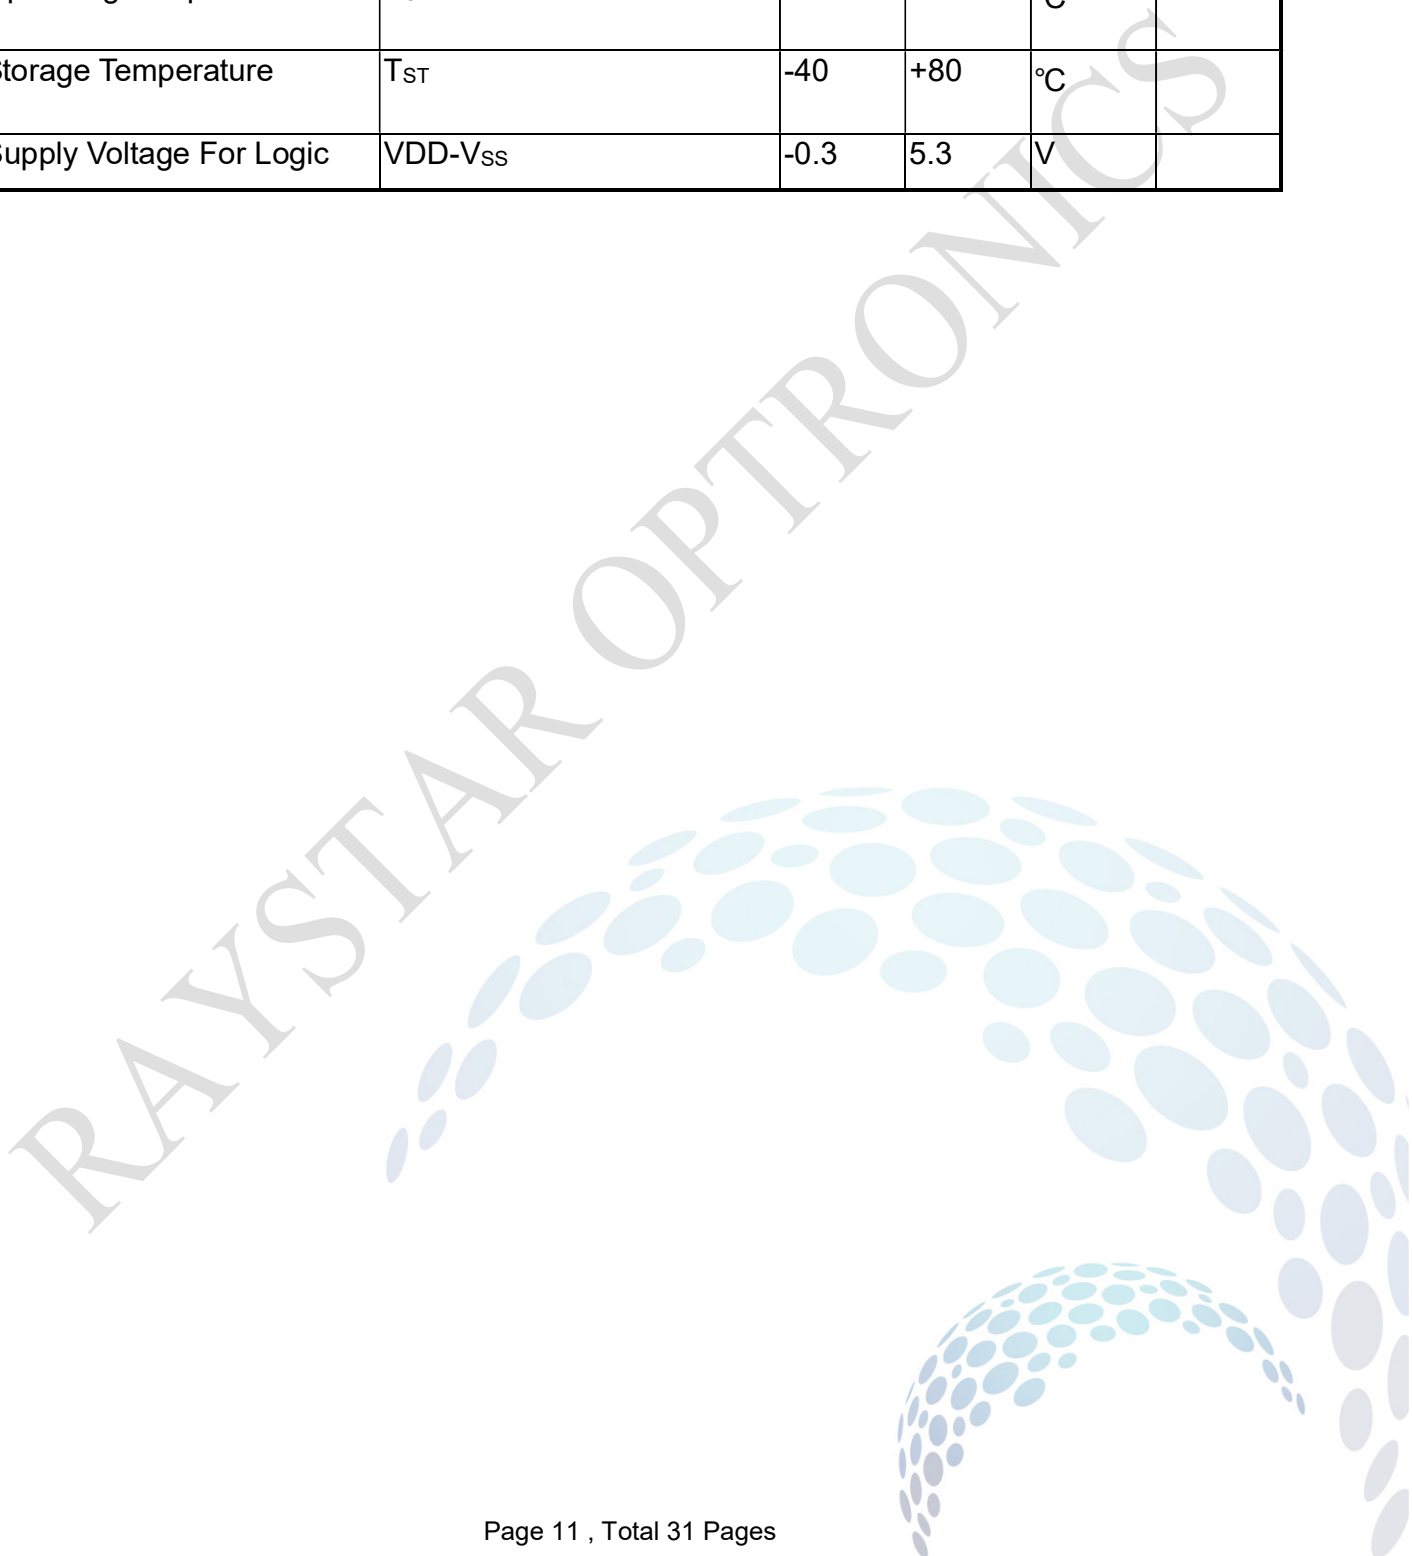 ℃
Storage Temperature TST -40 +80 ℃
Supply Voltage For Logic VDD-VSS -0.3 5.3 V
RAYSTAR OPTRONICS
Page 11 , Total 31 Pages